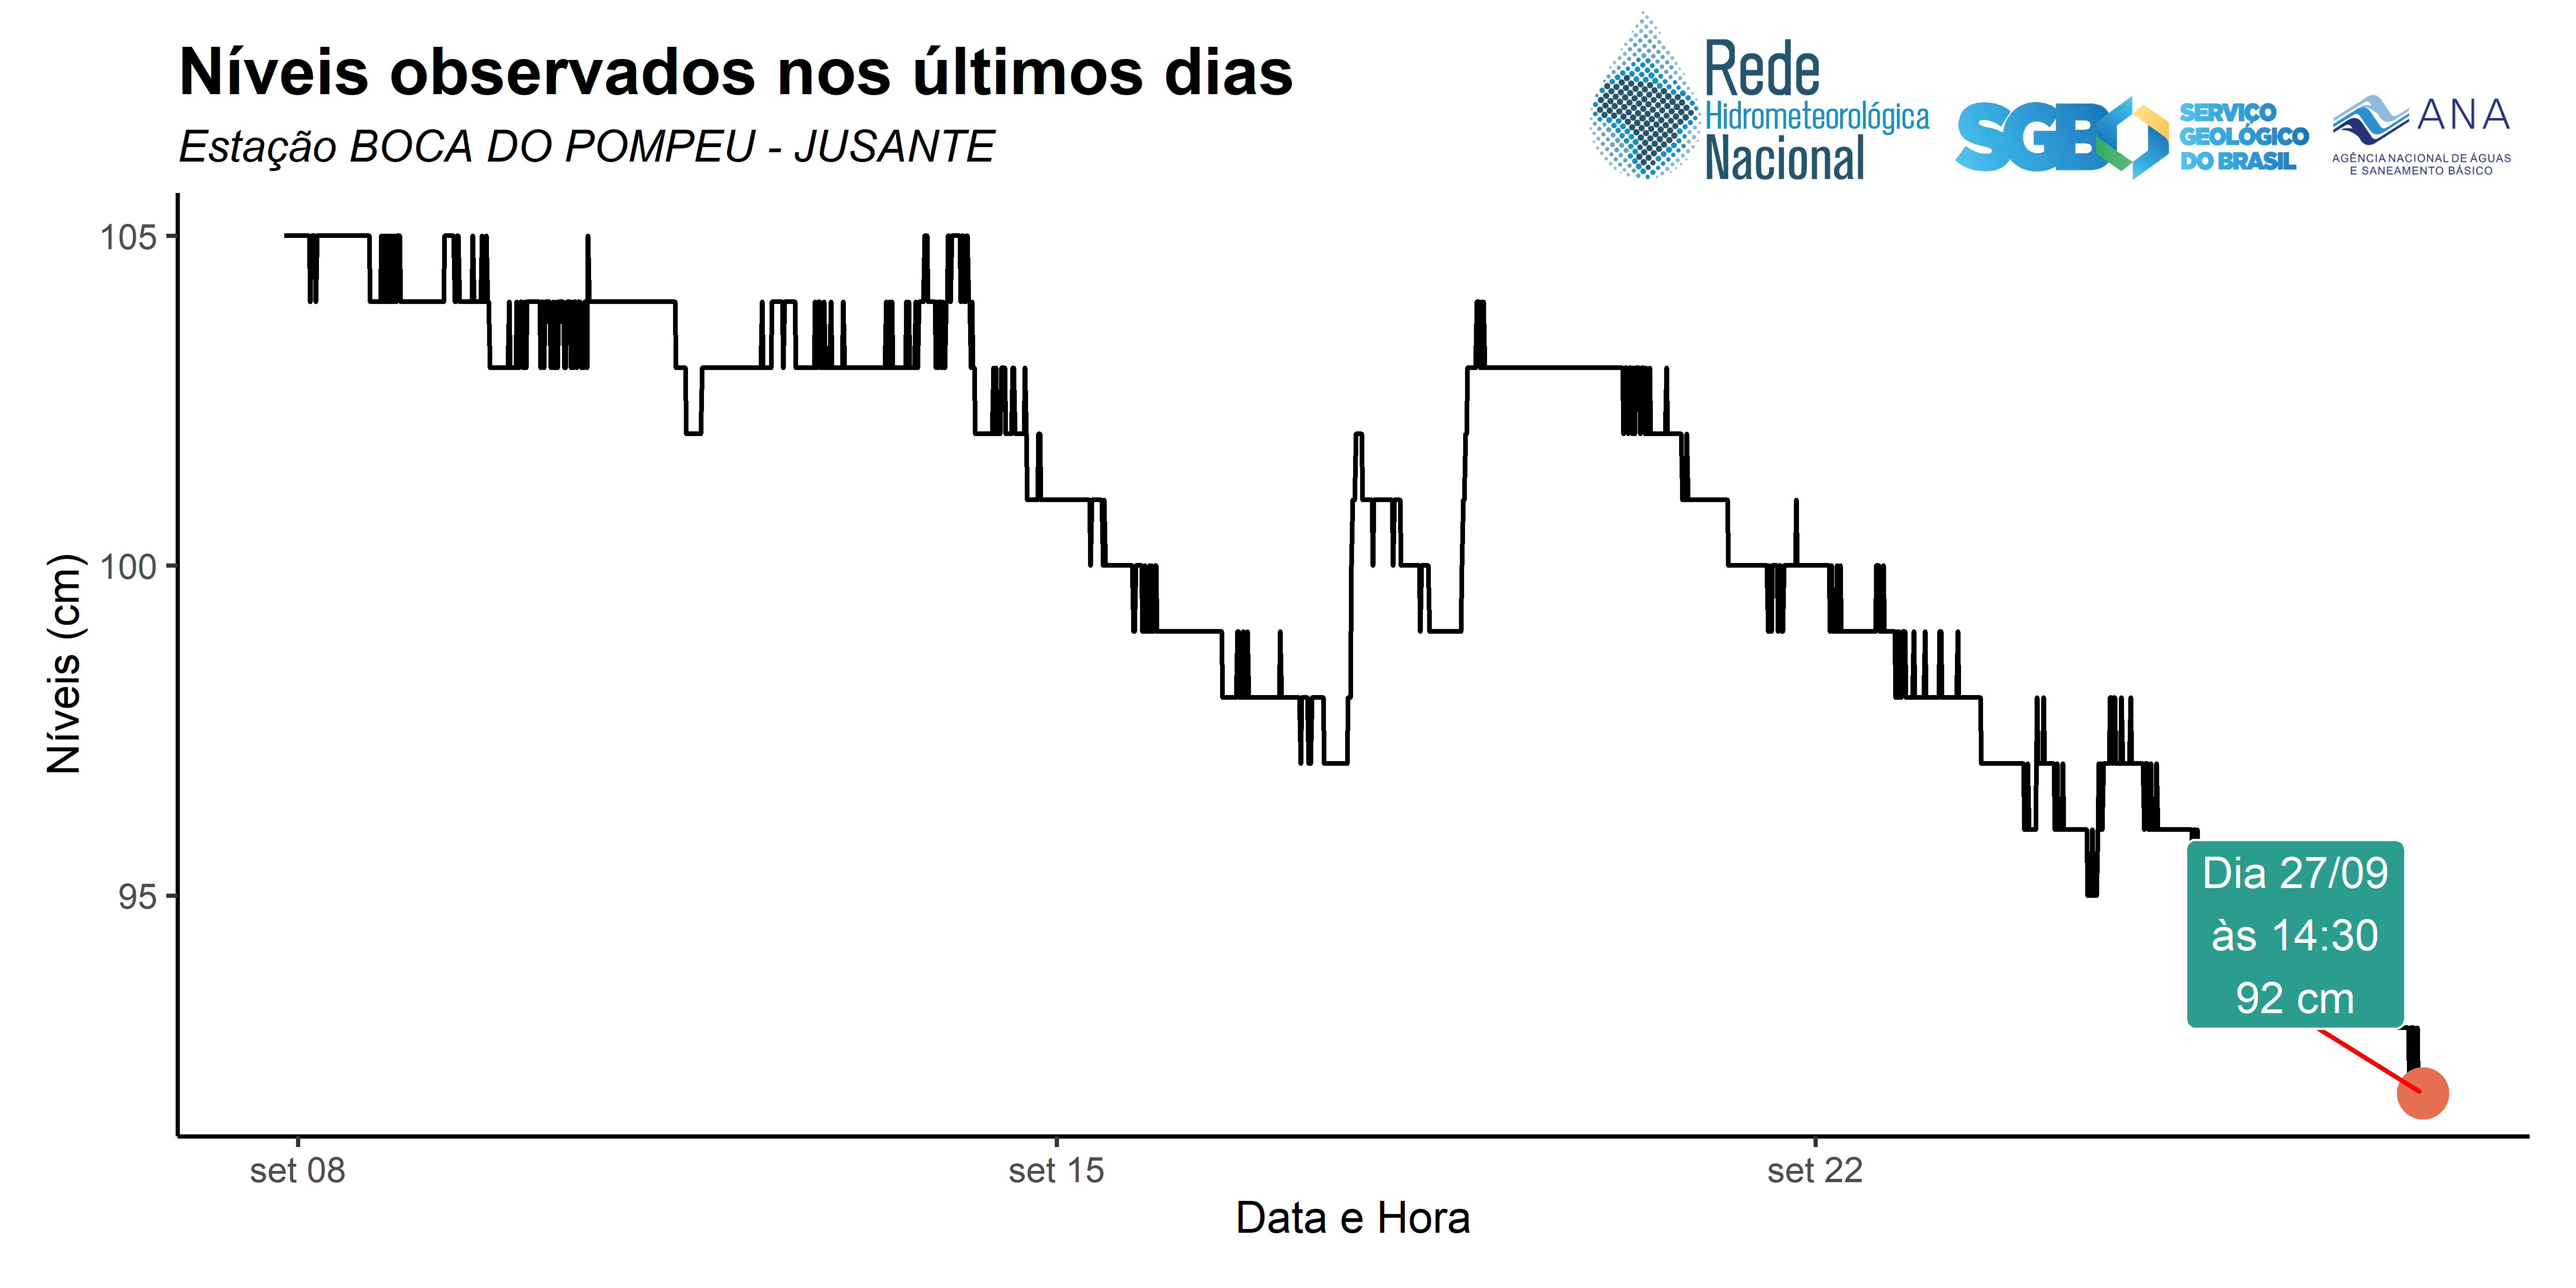 Níveis observados nos últimos dias
Estação BOCA DO POMPEU - JUSANTE
Rede
Hidrometeorológica
Nacional
SGB
SERVIÇO
GEOLÓGICO
DO BRASIL
ANA
AGÊNCIA NACIONAL DE ÁGUAS
E SANEAMENTO BÁSICO
Níveis (cm)
105
100
95
Dia 27/09
às 14:30
92 cm
set 08
set 15
set 22
Data e Hora